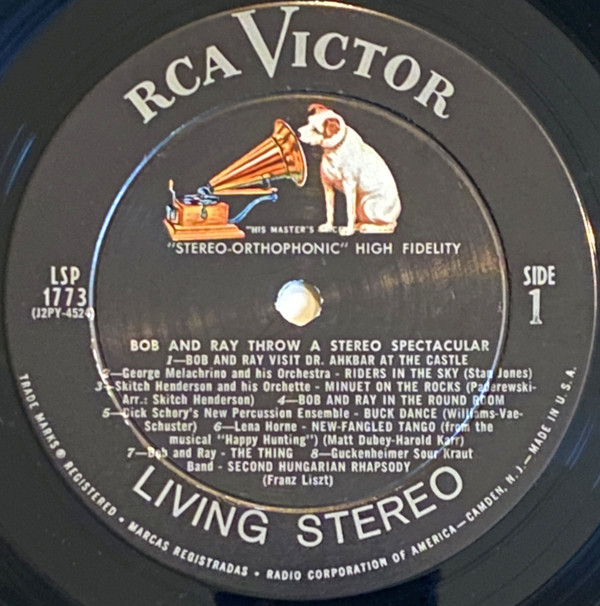 RCA VICTOR
"HIS MASTER'S
"STEREO-ORTHOPHONIC" HIGH FIDELITY
LSP
1773
(J2PY-4524)
SIDE
1
BOB AND RAY THROW A STEREO SPECTACULAR
1—BOB AND RAY VISIT DR. AHKBAR AT THE CASTLE
2—George Melachrino and his Orchestra - RIDERS IN THE SKY (Stan Jones)
3—Skitch Henderson and his Orchette - MINUET ON THE ROCKS (Paderewski-
Arr.: Skitch Henderson) 4—BOB AND RAY IN THE ROUND ROOM
5—Dick Schory's New Percussion Ensemble - BUCK DANCE (Williams-Vae-
Schuster) 6—Lena Horne - NEW-FANGLED TANGO (from the
musical "Happy Hunting") (Matt Dubey-Harold Karr)
7—Bob and Ray - THE THING 8—Guckenheimer Sour Kraut
Band - SECOND HUNGARIAN RHAPSODY
(Franz Liszt)
LIVING STEREO
TRADE MARKS ® REGISTERED • MARCAS REGISTRADAS • RADIO CORPORATION OF AMERICA—CAMDEN, N. J.—MADE IN U.S.A.